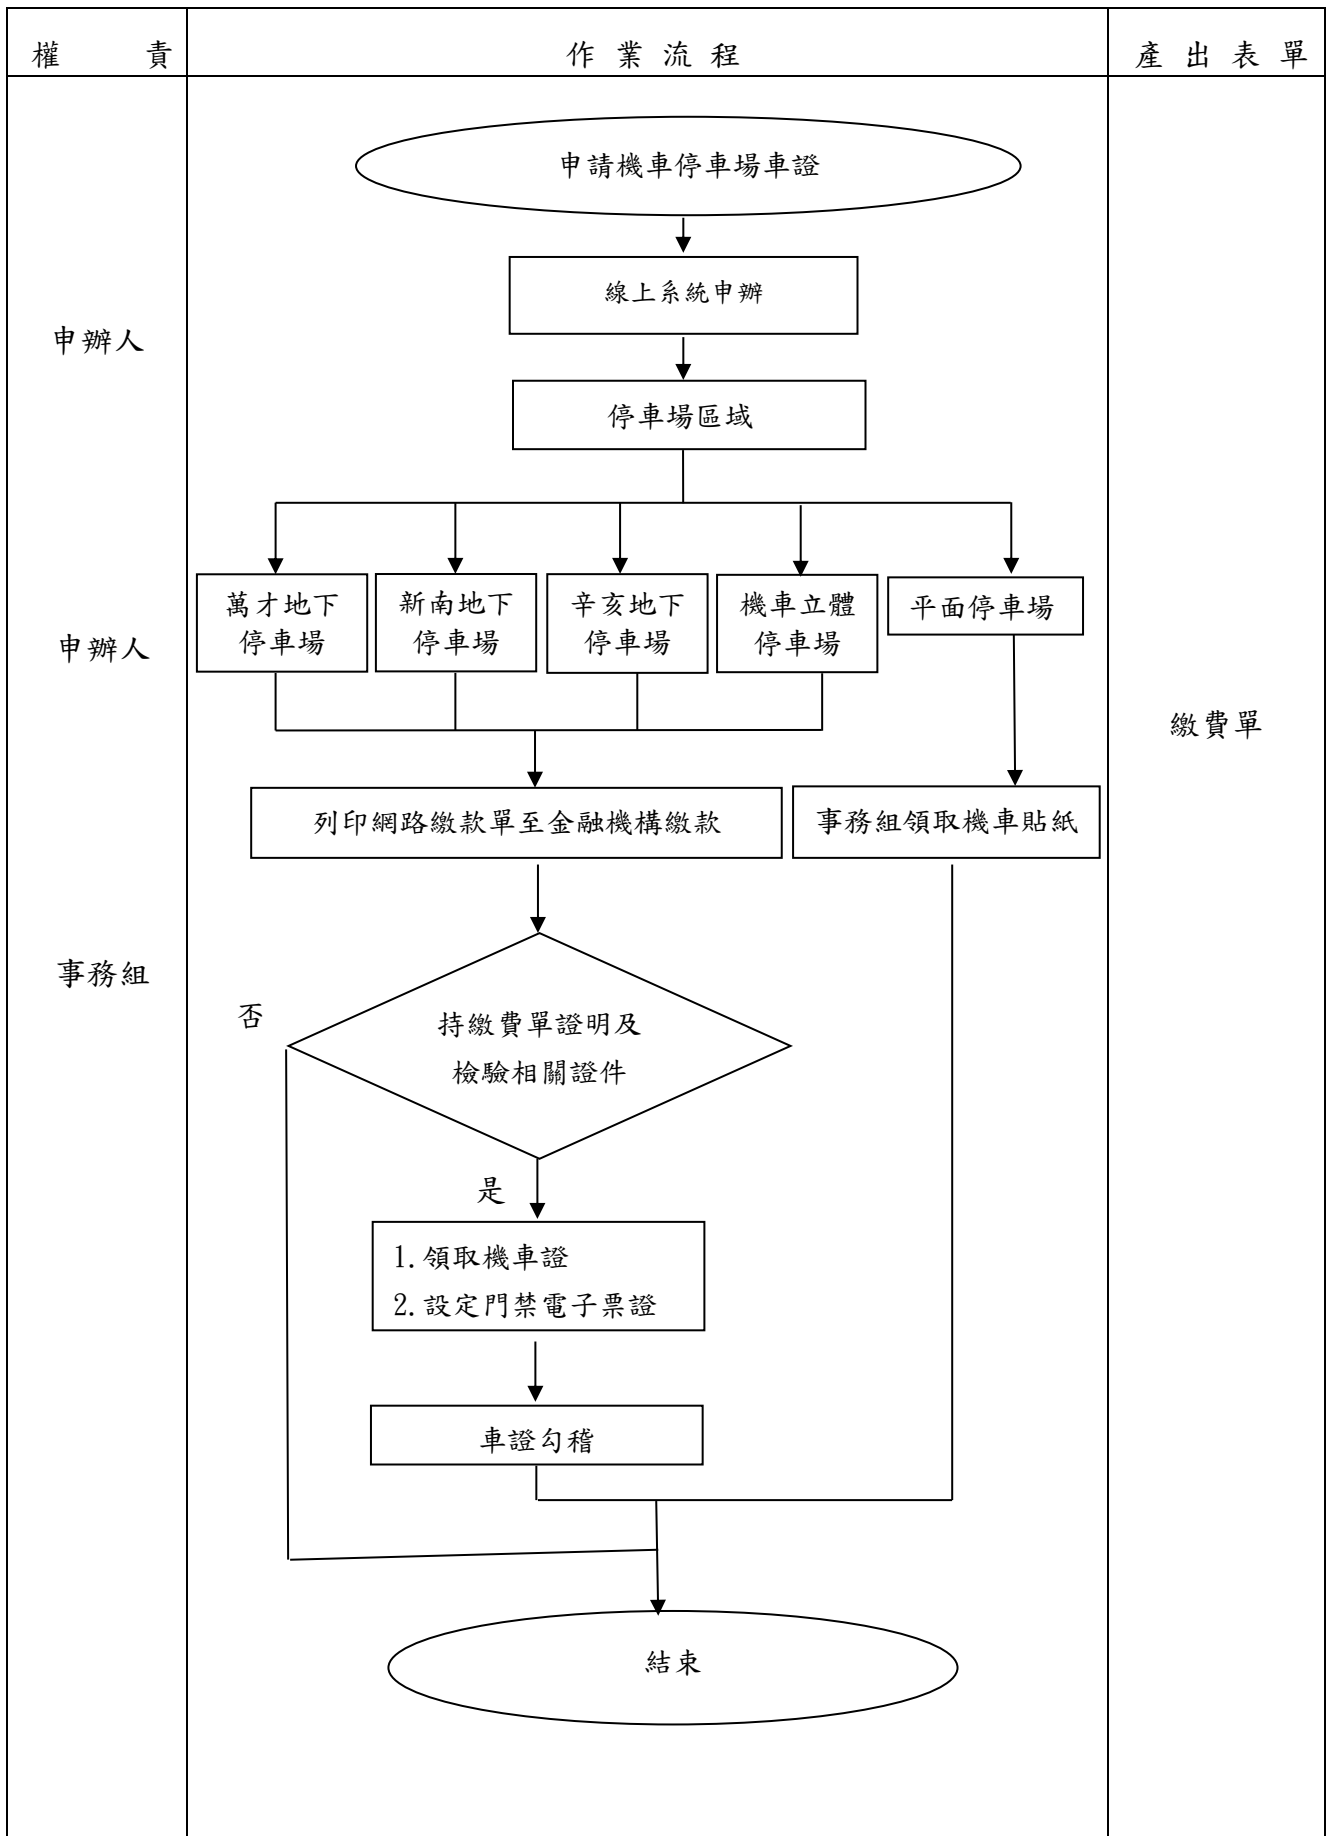 權 責
作 業 流 程
產 出 表 單
申請機車停車場車證
線上系統申辦
申辦人
停車場區域
萬才地下
停車場
新南地下
停車場
辛亥地下
停車場
機車立體
停車場
平面停車場
申辦人
繳費單
列印網路繳款單至金融機構繳款
事務組領取機車貼紙
事務組
否
持繳費單證明及
檢驗相關證件
是
1.領取機車證
2.設定門禁電子票證
車證勾稽
結束